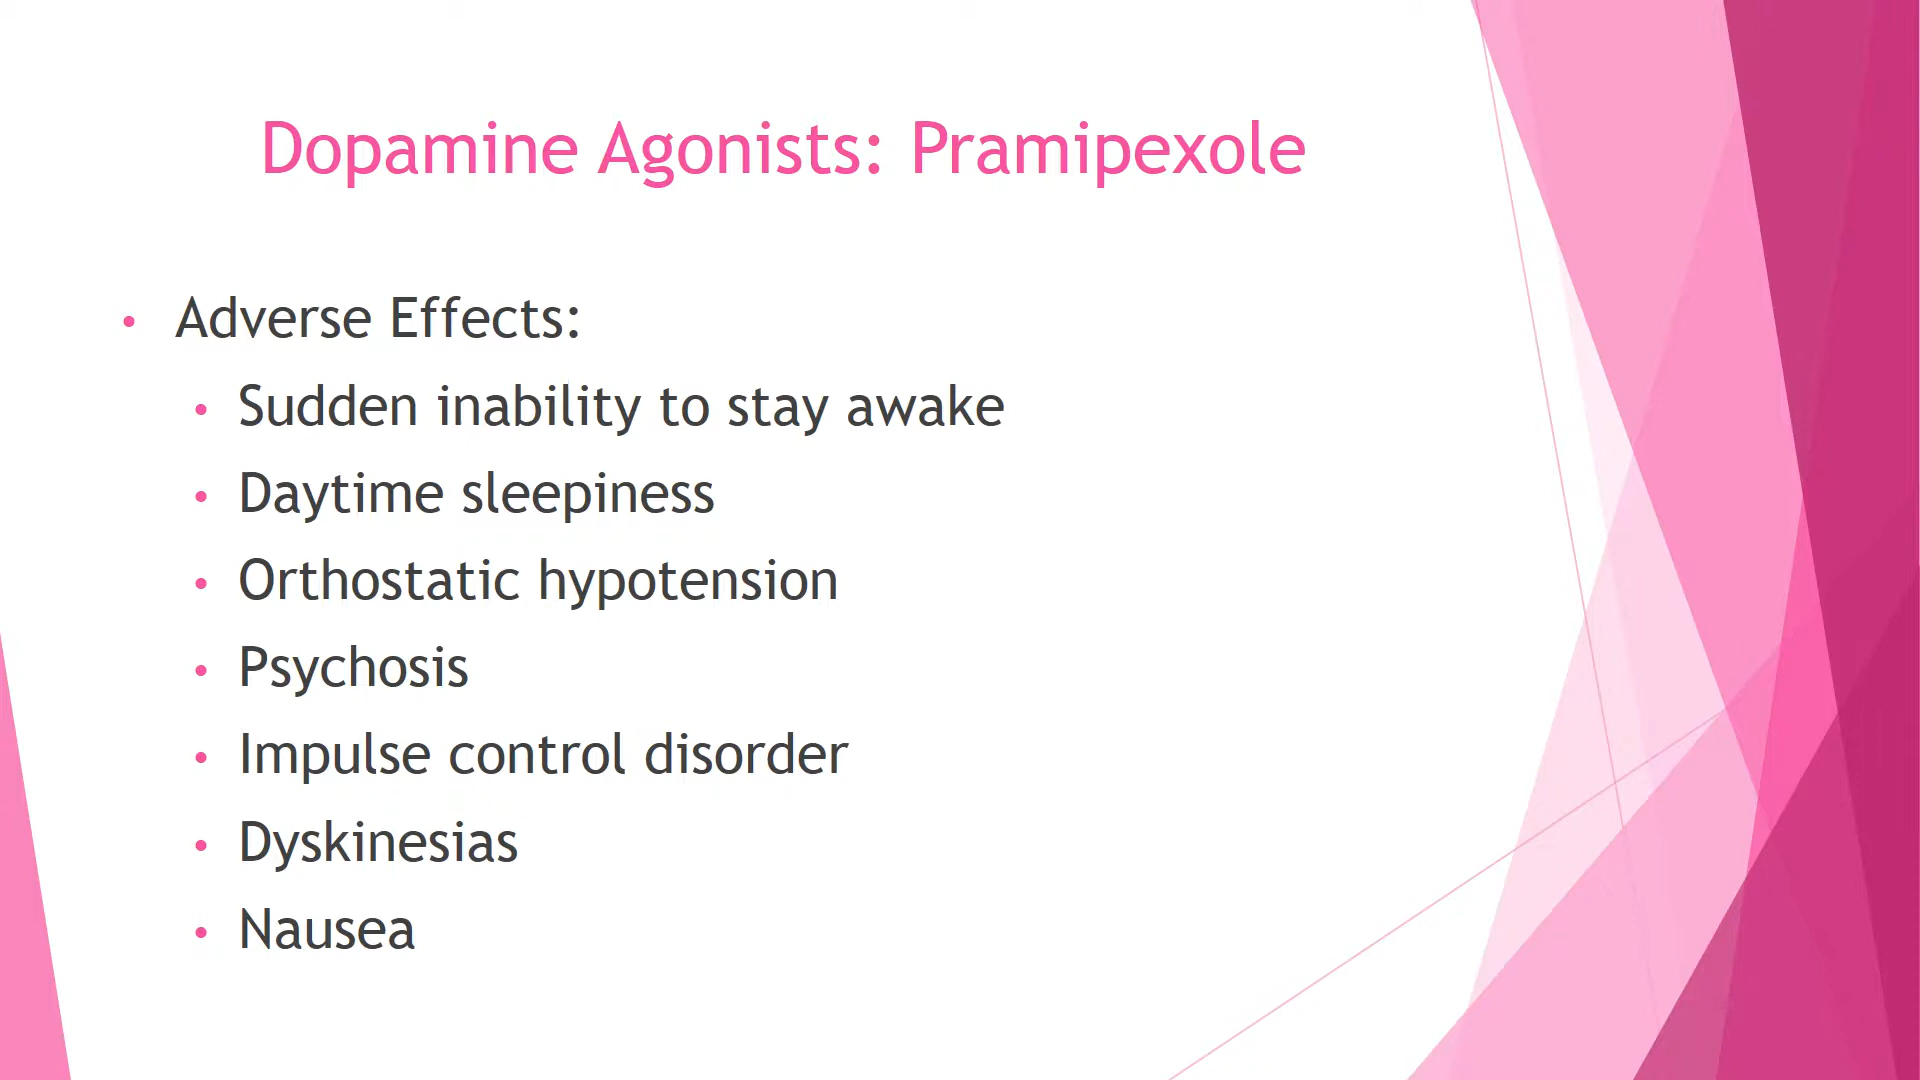 Dopamine Agonists: Pramipexole
• Adverse Effects:
• Sudden inability to stay awake
• Daytime sleepiness
• Orthostatic hypotension
• Psychosis
• Impulse control disorder
• Dyskinesias
• Nausea